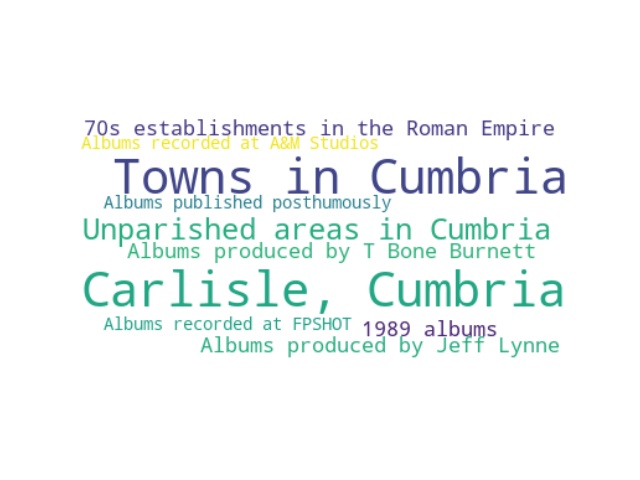 70s establishments in the Roman Empire
Albums recorded at A&M Studios
Towns in Cumbria
Albums published posthumously
Unparished areas in Cumbria
Albums produced by T Bone Burnett
Carlisle, Cumbria
Albums recorded at FPSHOT
1989 albums
Albums produced by Jeff Lynne